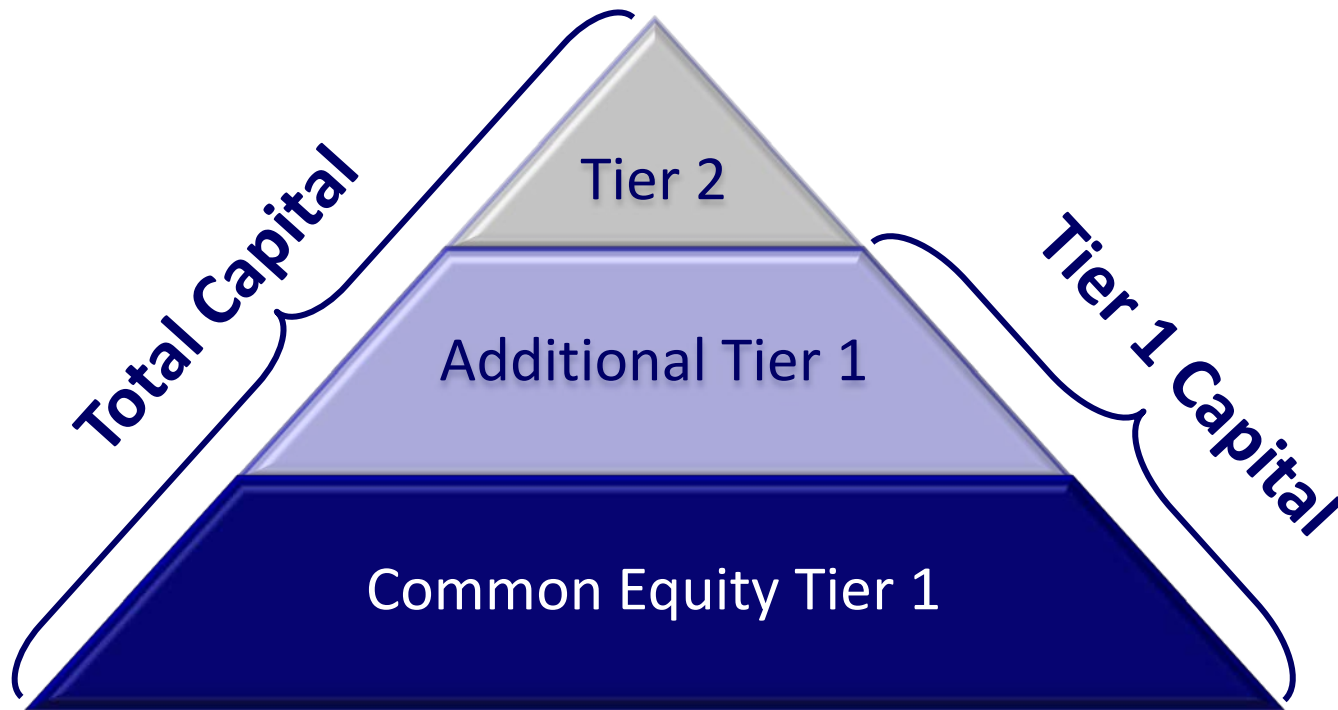 Total Capital
Tier 2
Additional Tier 1
Common Equity Tier 1
Tier 1 Capital